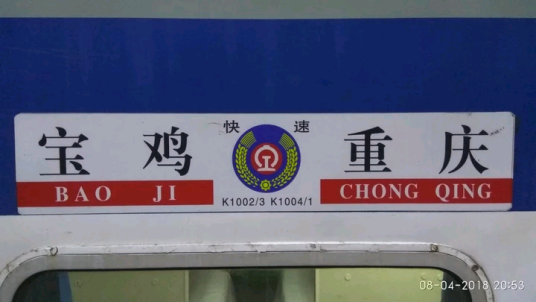 快 速
宝 鸡
重 庆
BAO JI
CHONG QING
K1002/3 K1004/1
08-04-2018 20:53